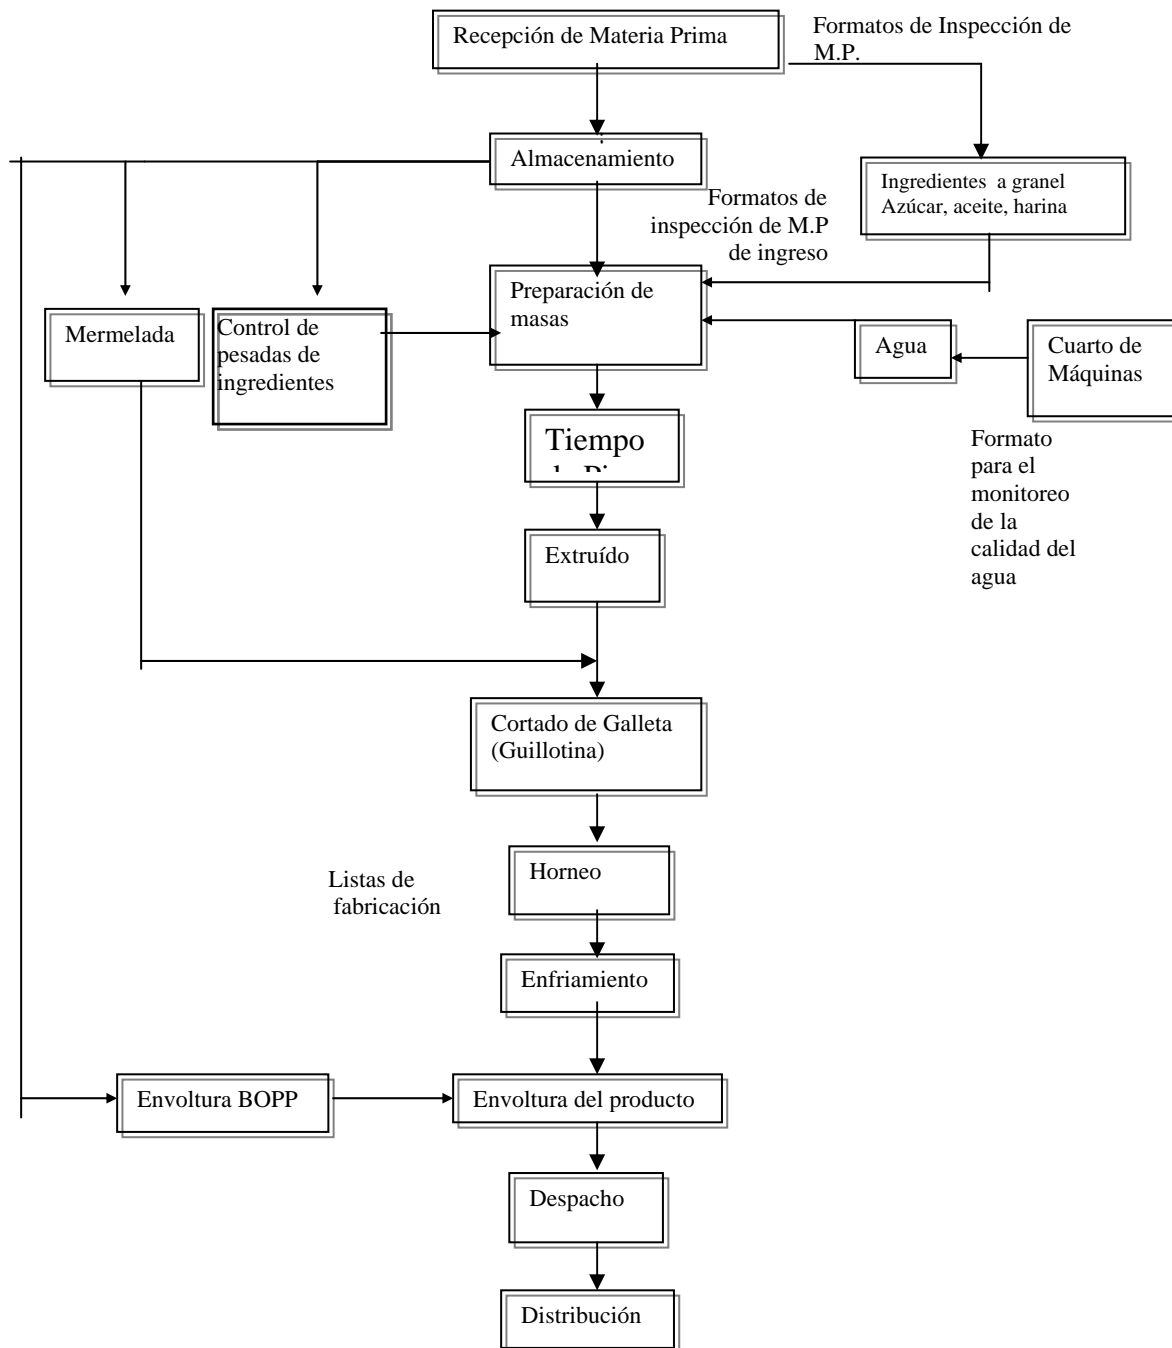 Recepción de Materia Prima
Formatos de Inspección de
M.P.
Almacenamiento
Ingredientes a granel
Azúcar, aceite, harina
Formatos de
inspección de M.P
de ingreso
Preparación de
masas
Mermelada
Control de
pesadas de
ingredientes
Agua
Cuarto de
Máquinas
Tiempo
Formato
para el
monitoreo
de la
calidad del
agua
Extruído
Cortado de Galleta
(Guillotina)
Horneo
Listas de
fabricación
Enfriamiento
Envoltura BOPP
Envoltura del producto
Despacho
Distribución